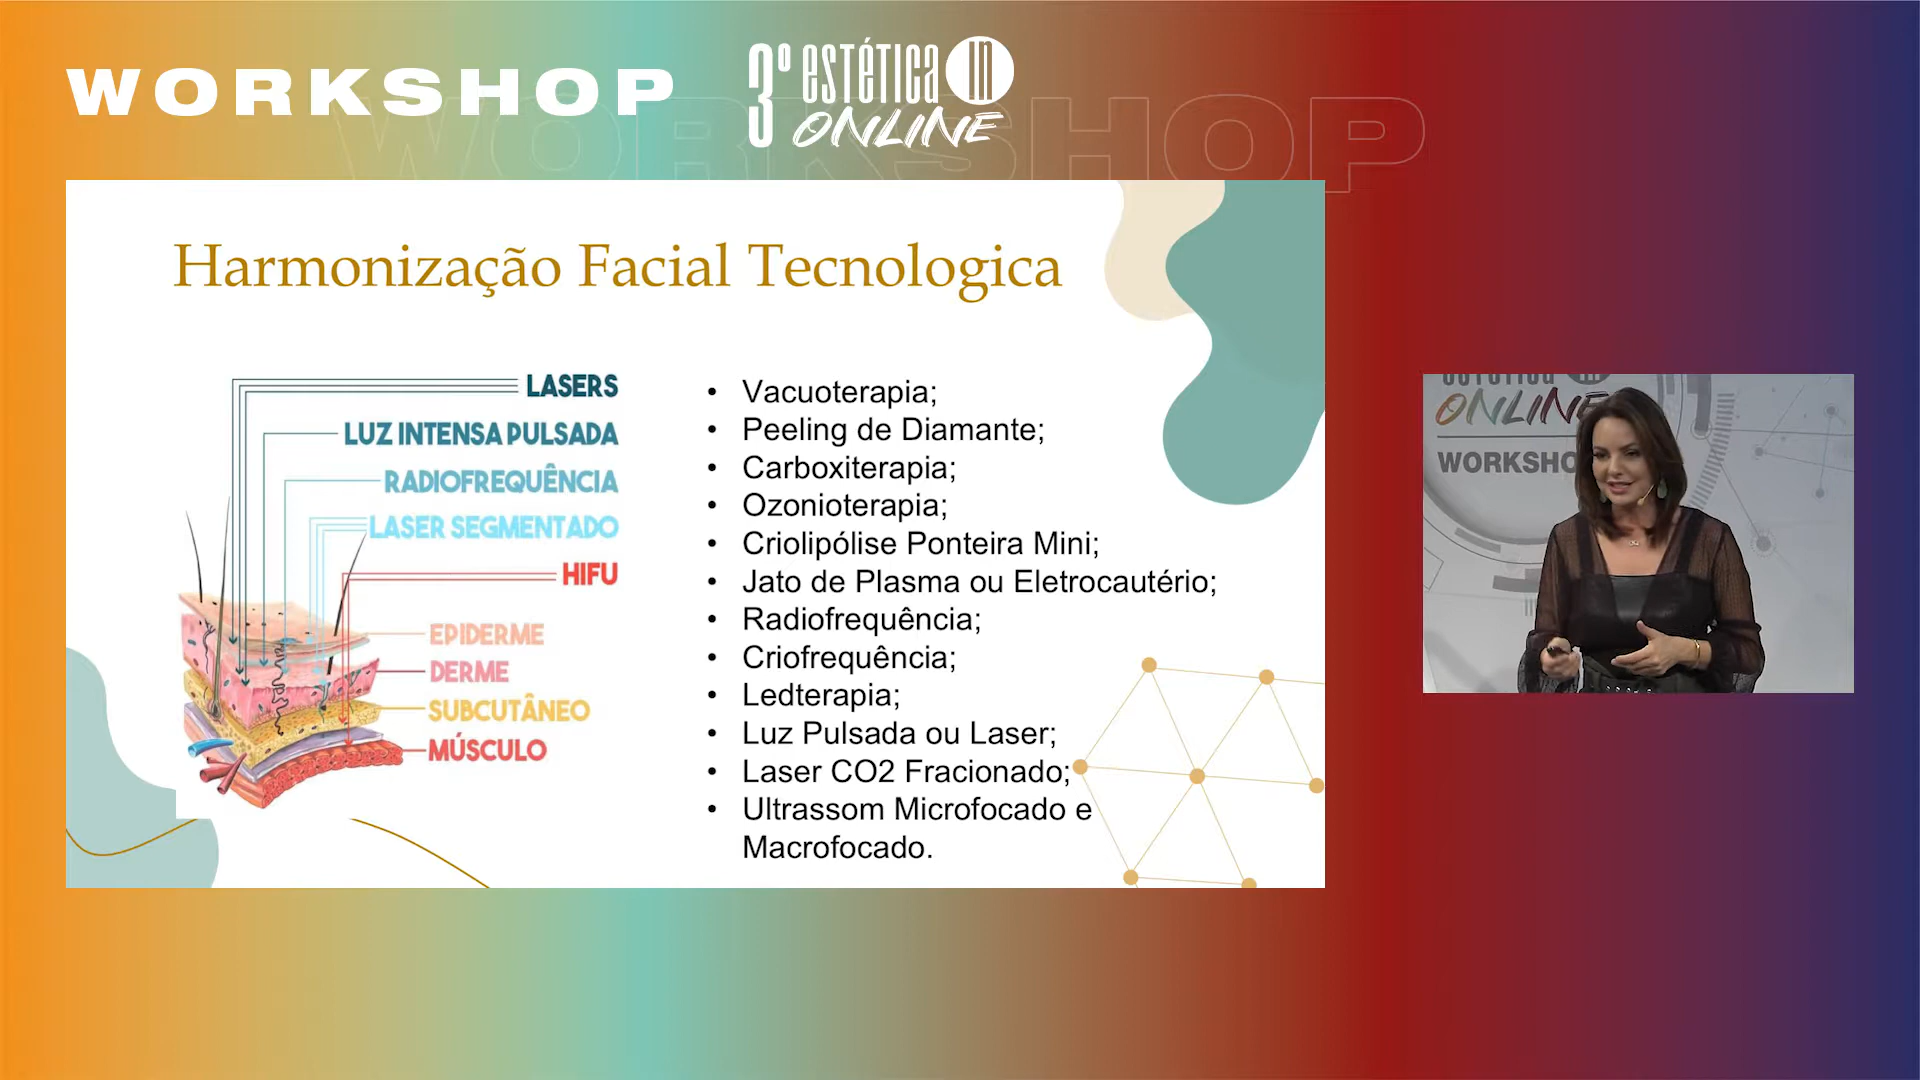 WORKSHOP
3º estética in
ONLINE
WORKSHOP
Harmonização Facial Tecnologica
LASERS
LUZ INTENSA PULSADA
RADIOFREQUÊNCIA
LASER SEGMENTADO
HIFU
EPIDERME
DERME
SUBCUTÂNEO
MÚSCULO
• Vacuoterapia;
• Peeling de Diamante;
• Carboxiterapia;
• Ozonioterapia;
• Criolipólise Ponteira Mini;
• Jato de Plasma ou Eletrocautério;
• Radiofrequência;
• Criofrequência;
• Ledterapia;
• Luz Pulsada ou Laser;
• Laser CO2 Fracionado;
• Ultrassom Microfocado e
Macrofocado.
estética
ONLINE
WORKSHO